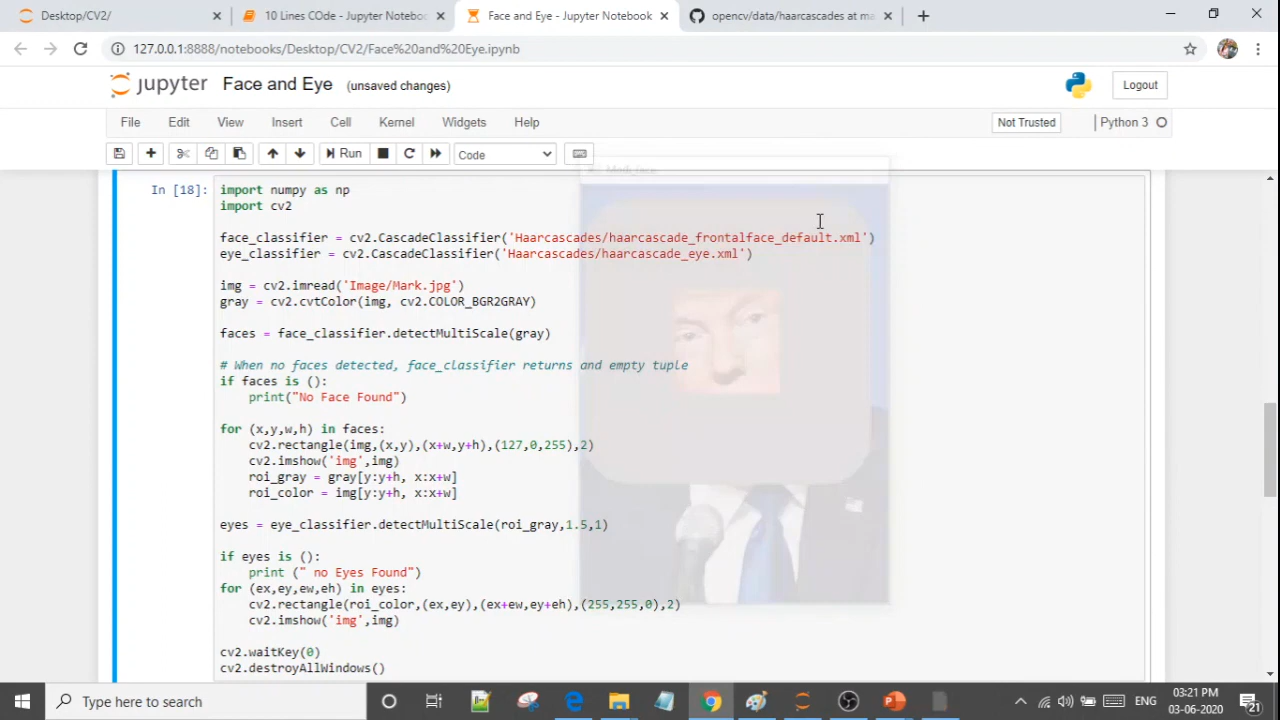 Desktop/CV2/
10 Lines COde - Jupyter Noteboo
Face and Eye - Jupyter Notebook
opencv/data/haarcascades at ma
127.0.0.1:8888/notebooks/Desktop/CV2/Face%20and%20Eye.ipynb
jupyter Face and Eye (unsaved changes)
Logout
File Edit View Insert Cell Kernel Widgets Help
Not Trusted
Python 3
Run
Code
In [18]:
import numpy as np
import cv2
face_classifier = cv2.CascadeClassifier('Haarcascades/haarcascade_frontalface_default.xml')
eye_classifier = cv2.CascadeClassifier('Haarcascades/haarcascade_eye.xml')
img = cv2.imread('Image/Mark.jpg')
gray = cv2.cvtColor(img, cv2.COLOR_BGR2GRAY)
faces = face_classifier.detectMultiScale(gray)
# When no faces detected, face_classifier returns and empty tuple
if faces is ():
    print("No Face Found")
for (x,y,w,h) in faces:
    cv2.rectangle(img,(x,y),(x+w,y+h),(127,0,255),2)
    cv2.imshow('img',img)
    roi_gray = gray[y:y+h, x:x+w]
    roi_color = img[y:y+h, x:x+w]
eyes = eye_classifier.detectMultiScale(roi_gray,1.5,1)
if eyes is ():
    print (" no Eyes Found")
for (ex,ey,ew,eh) in eyes:
    cv2.rectangle(roi_color,(ex,ey),(ex+ew,ey+eh),(255,255,0),2)
    cv2.imshow('img',img)
cv2.waitKey(0)
cv2.destroyAllWindows()
Type here to search
ENG
03:21 PM
03-06-2020
21